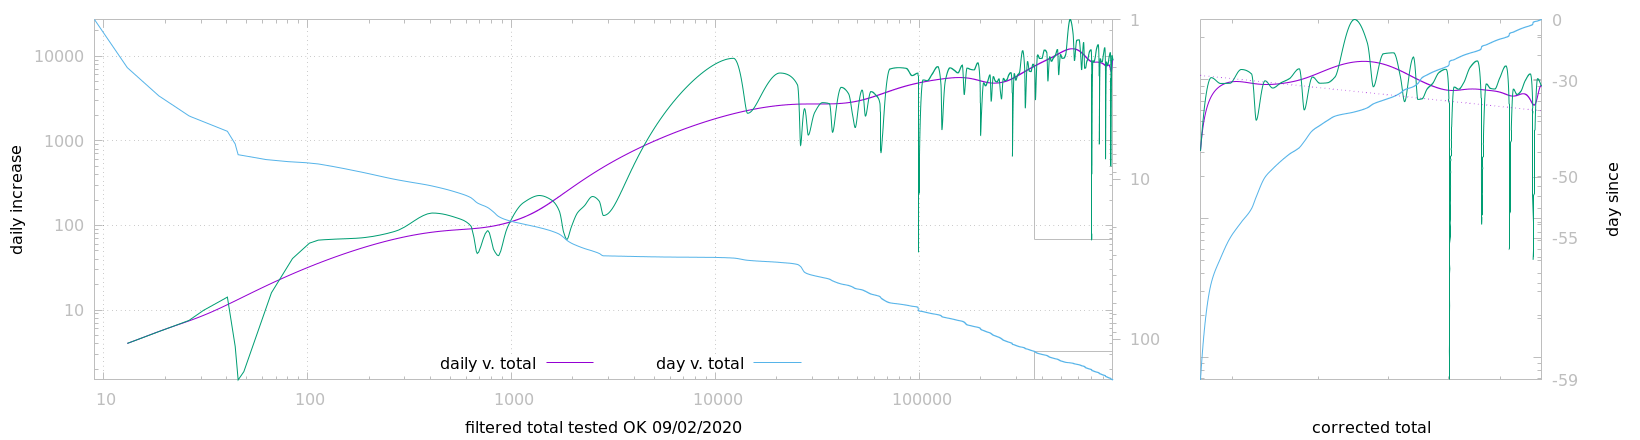 10000
1000
100
10
daily increase
1
10
100
daily v. total
day v. total
10
100
1000
10000
100000
filtered total tested OK 09/02/2020
0
-30
-50
-55
-59
day since
corrected total